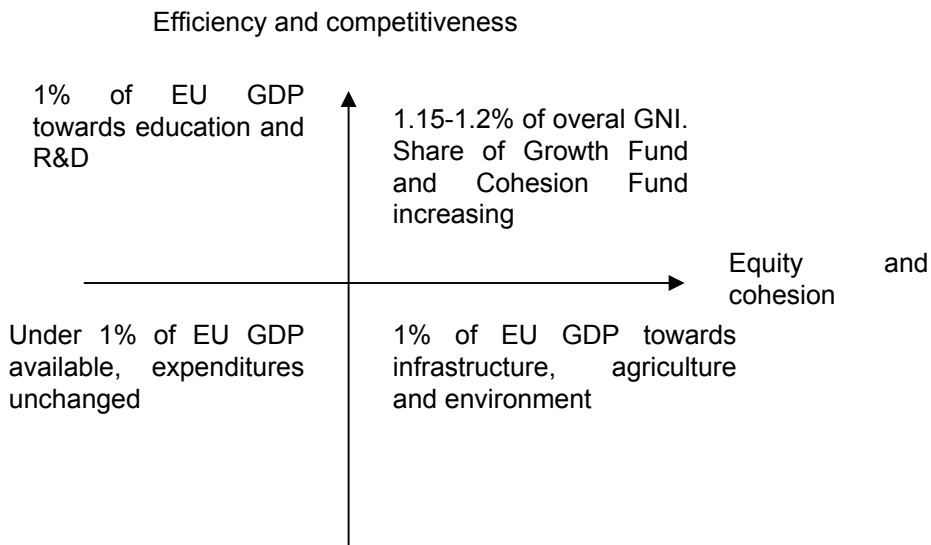 Efficiency and competitiveness
1% of EU GDP
towards education and
R&D
1.15-1.2% of overal GNI.
Share of Growth Fund
and Cohesion Fund
increasing
Equity and
cohesion
Under 1% of EU GDP
available, expenditures
unchanged
1% of EU GDP towards
infrastructure, agriculture
and environment